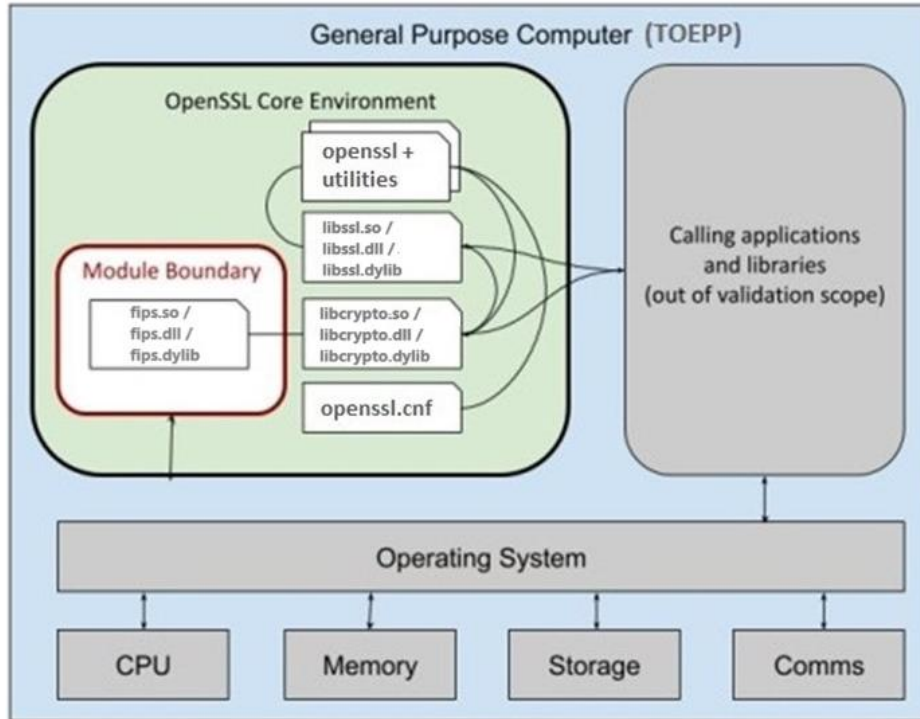 General Purpose Computer (TOEPP)
OpenSSL Core Environment
openssl +
utilities
libssl.so /
libssl.dll /
libssl.dylib
Module Boundary
fips.so /
fips.dll /
fips.dylib
libcrypto.so /
libcrypto.dll /
libcrypto.dylib
openssl.cnf
Calling applications
and libraries
(out of validation scope)
Operating System
CPU
Memory
Storage
Comms